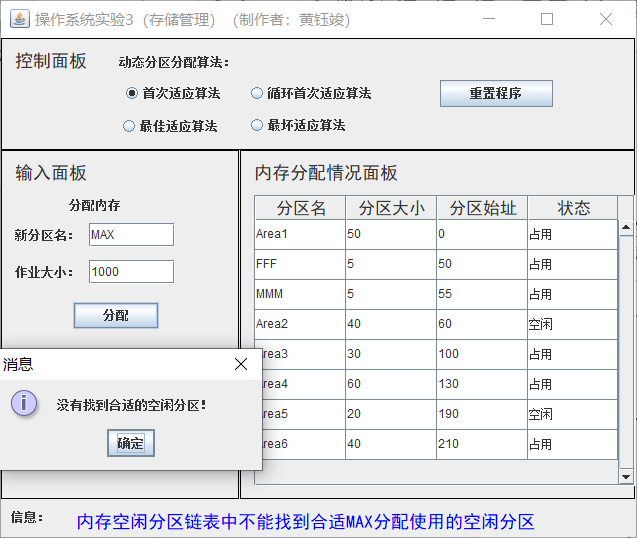 操作系统实验3（存储管理）（制作者：黄钰竣）
控制面板
动态分区分配算法：
首次适应算法
循环首次适应算法
重置程序
最佳适应算法
最坏适应算法
输入面板
分配内存
新分区名： MAX
作业大小： 1000
分配
内存分配情况面板
分区名 分区大小 分区始址 状态
Area1 50 0 占用
FFF 5 50 占用
MMM 5 55 占用
Area2 40 60 空闲
Area3 30 100 占用
Area4 60 130 占用
Area5 20 190 空闲
Area6 40 210 占用
消息
没有找到合适的空闲分区！
确定
信息： 内存空闲分区链表中不能找到合适MAX分配使用的空闲分区